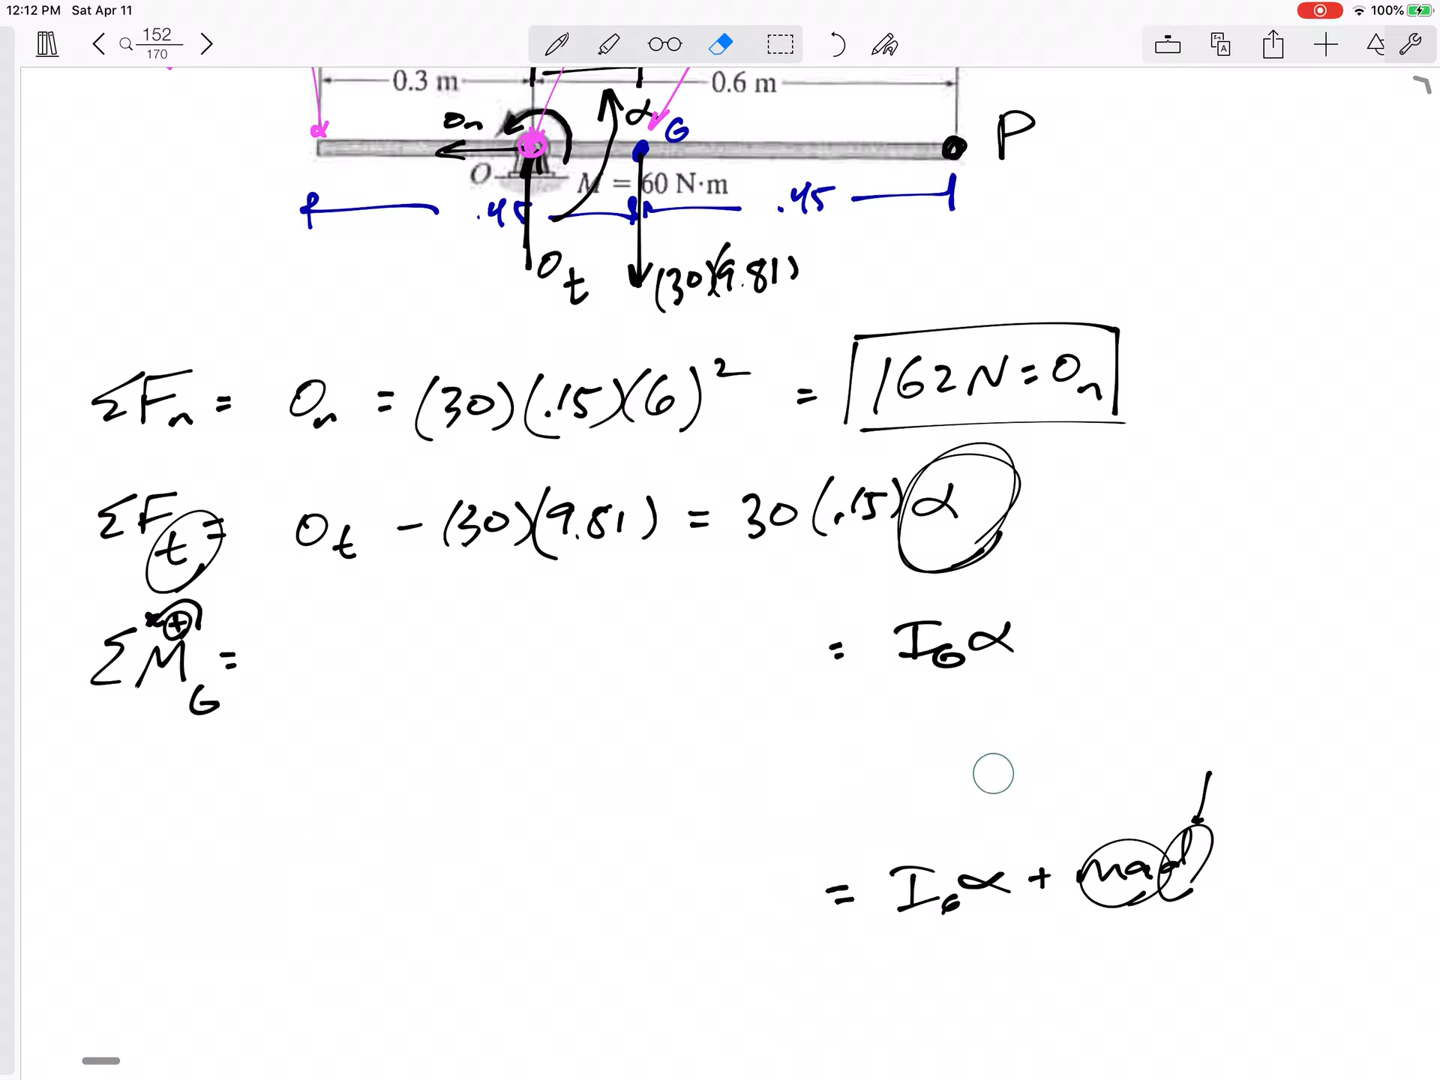 12:12 PM Sat Apr 11
100%
152
170
0.3 m
0.6 m
α
On
α
G
P
O
M = 60 N·m
.45
.45
Ot
(30)(9.81)
ΣFn = On = (30)(.15)(6)² = 162N = On
ΣFt = Ot - (30)(9.81) = 30(.15)α
+
ΣMG = = IGα
= IGα + mad